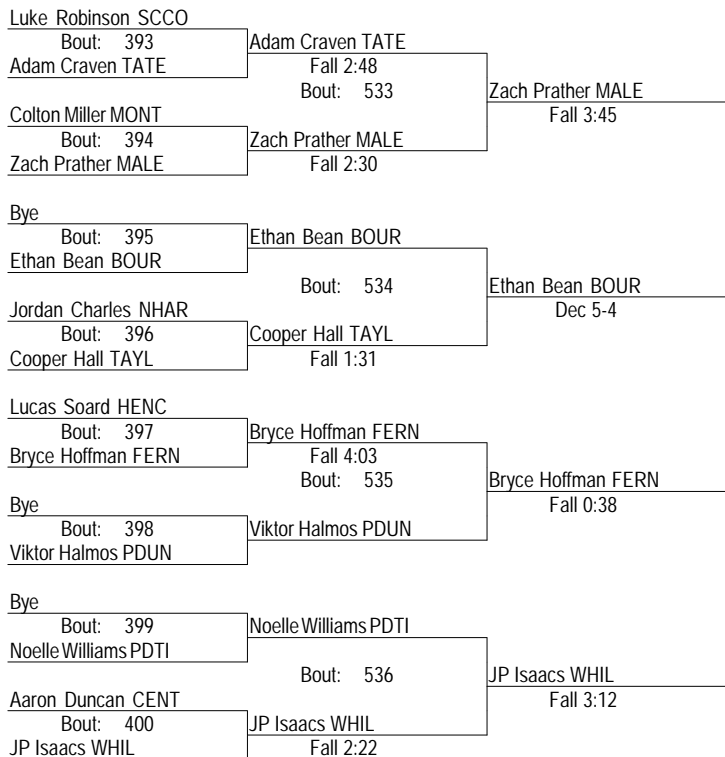 Luke Robinson SCCO
Bout: 393 Adam Craven TATE
Adam Craven TATE Fall 2:48
Bout: 533 Zach Prather MALE
Colton Miller MONT Fall 3:45
Bout: 394 Zach Prather MALE
Zach Prather MALE Fall 2:30
Bye
Bout: 395 Ethan Bean BOUR
Ethan Bean BOUR
Bout: 534 Ethan Bean BOUR
Jordan Charles NHAR Dec 5-4
Bout: 396 Cooper Hall TAYL
Cooper Hall TAYL Fall 1:31
Lucas Soard HENC
Bout: 397 Bryce Hoffman FERN
Bryce Hoffman FERN Fall 4:03
Bout: 535 Bryce Hoffman FERN
Bye Fall 0:38
Bout: 398 Viktor Halmos PDUN
Viktor Halmos PDUN
Bye
Bout: 399 Noelle Williams PDTI
Noelle Williams PDTI
Bout: 536 JP Isaacs WHIL
Aaron Duncan CENT Fall 3:12
Bout: 400 JP Isaacs WHIL
JP Isaacs WHIL Fall 2:22